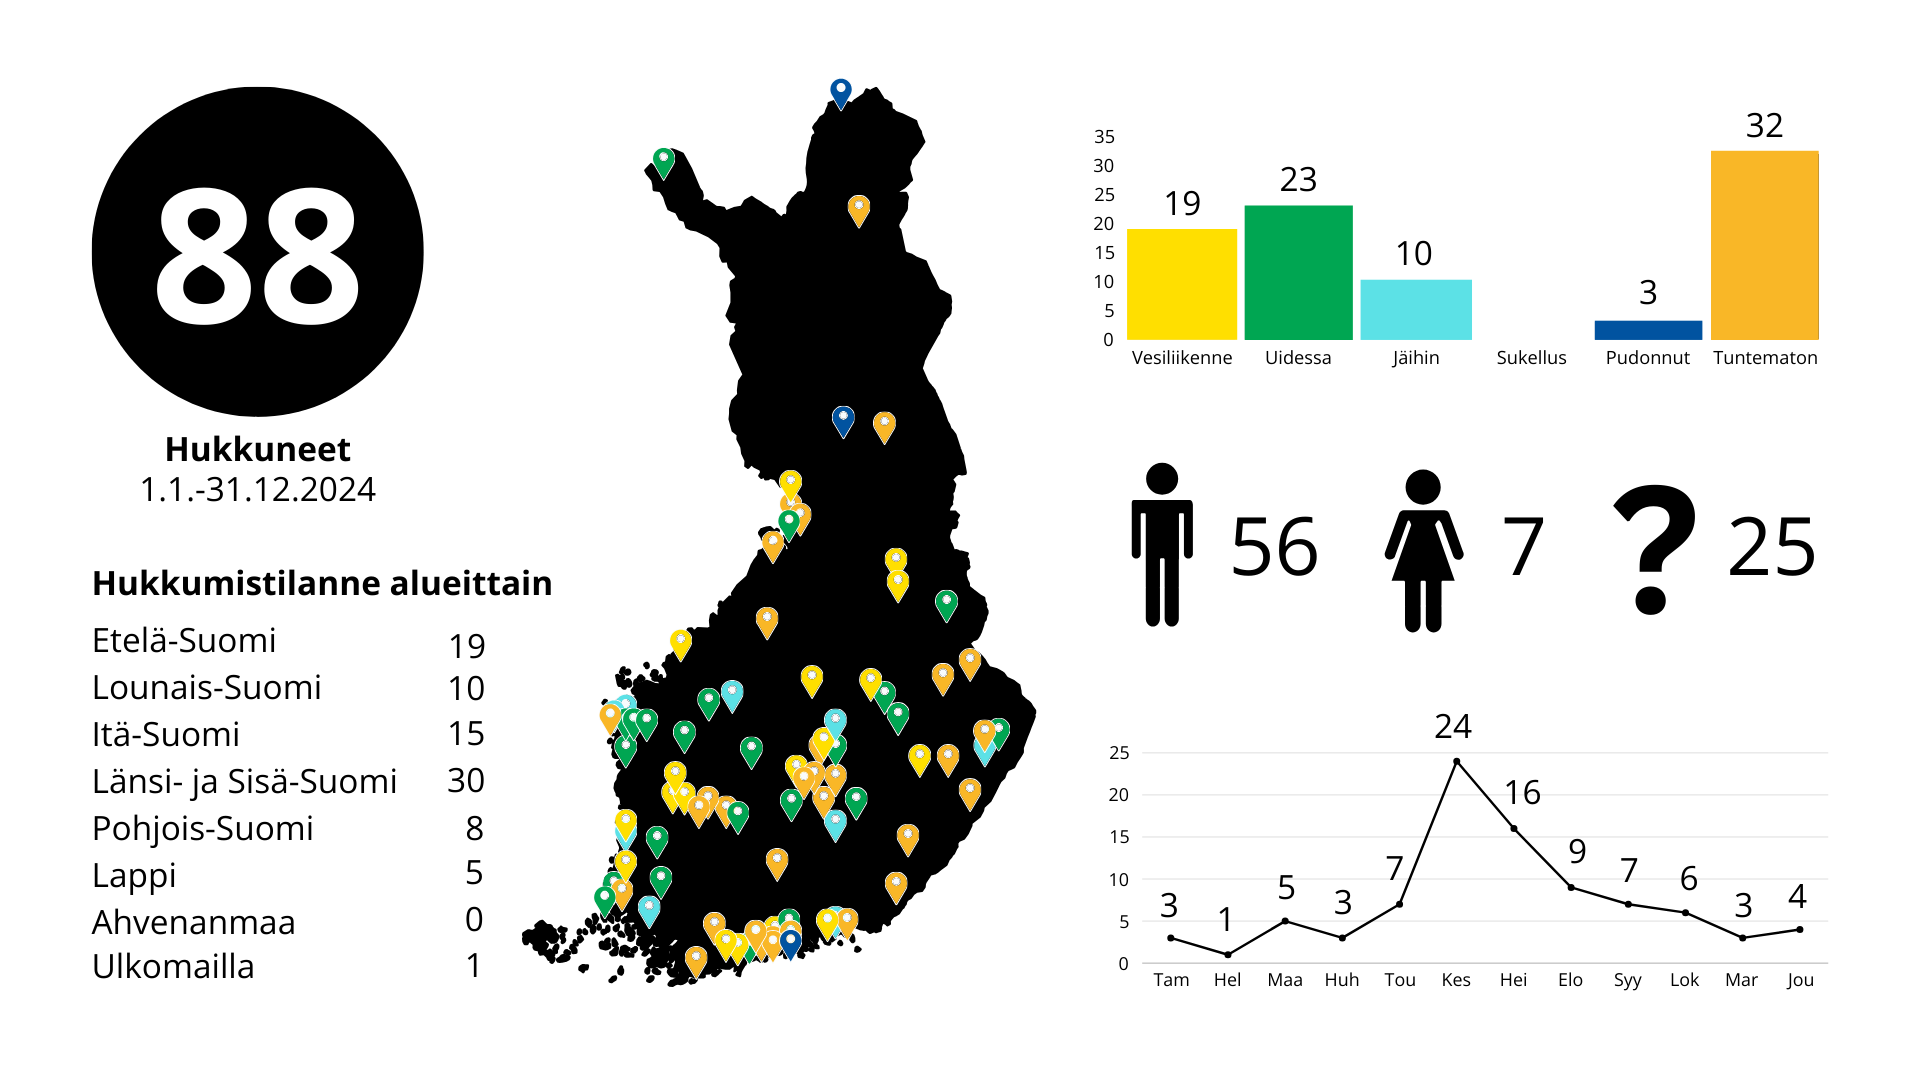 88
Hukkuneet
1.1.-31.12.2024
Hukkumistilanne alueittain
Etelä-Suomi 19
Lounais-Suomi 10
Itä-Suomi 15
Länsi- ja Sisä-Suomi 30
Pohjois-Suomi 8
Lappi 5
Ahvenanmaa 0
Ulkomailla 1
35
30
25
20
15
10
5
0
19 23 10 3 32
Vesiliikenne Uidessa Jäihin Sukellus Pudonnut Tuntematon
56 7 ? 25
25
20
15
10
5
0
3 1 5 3 7 24 16 9 7 6 3 4
Tam Hel Maa Huh Tou Kes Hei Elo Syy Lok Mar Jou